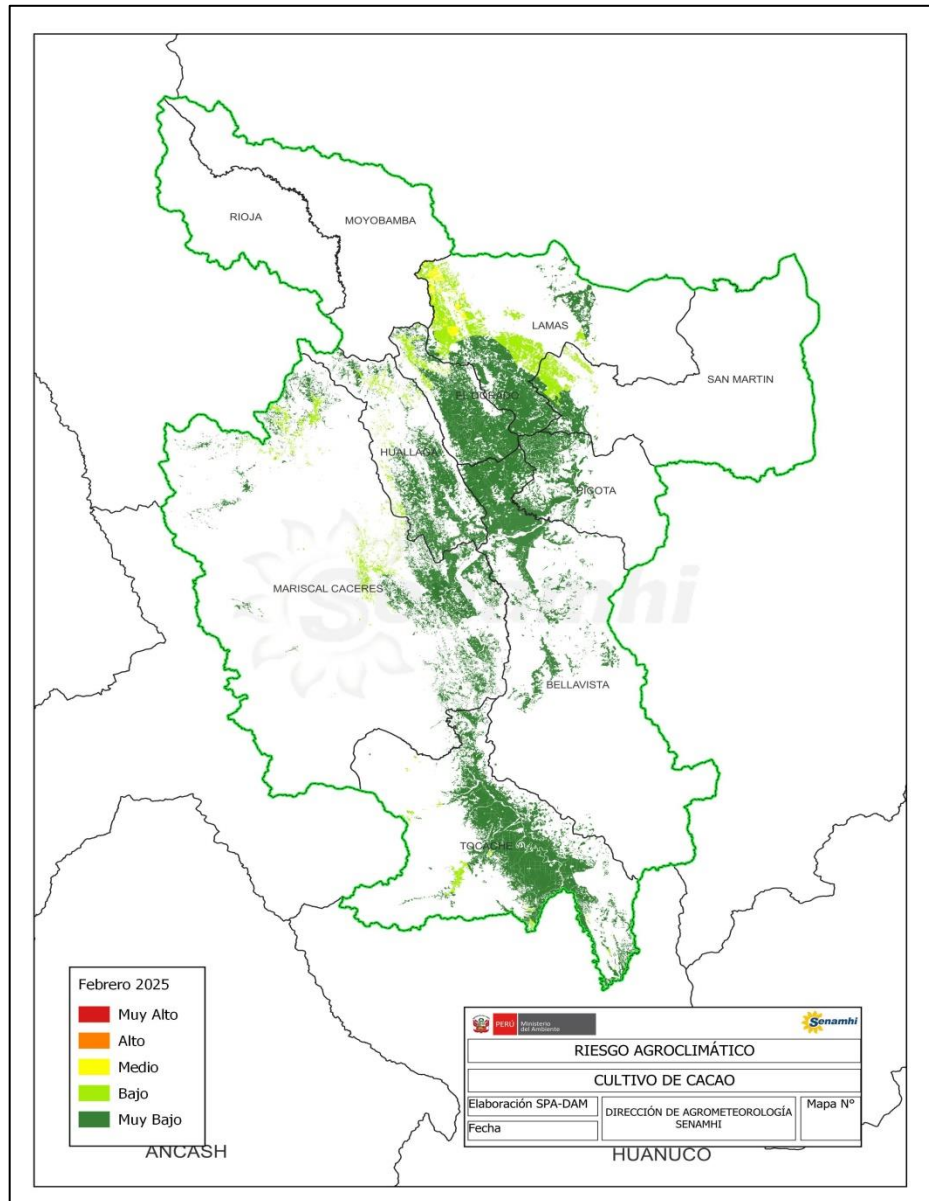 RIOJA
MOYOBAMBA
LAMAS
SAN MARTIN
EL DORADO
HUALLAGA
PICOTA
MARISCAL CACERES
Senamhi
BELLAVISTA
TOCACHE
Febrero 2025
Muy Alto
Alto
Medio
Bajo
Muy Bajo
ANCASH
HUANUCO
PERÚ
Ministerio
del Ambiente
Senamhi
RIESGO AGROCLIMÁTICO
CULTIVO DE CACAO
Elaboración SPA-DAM
Fecha
DIRECCIÓN DE AGROMETEOROLOGÍA
SENAMHI
Mapa N°